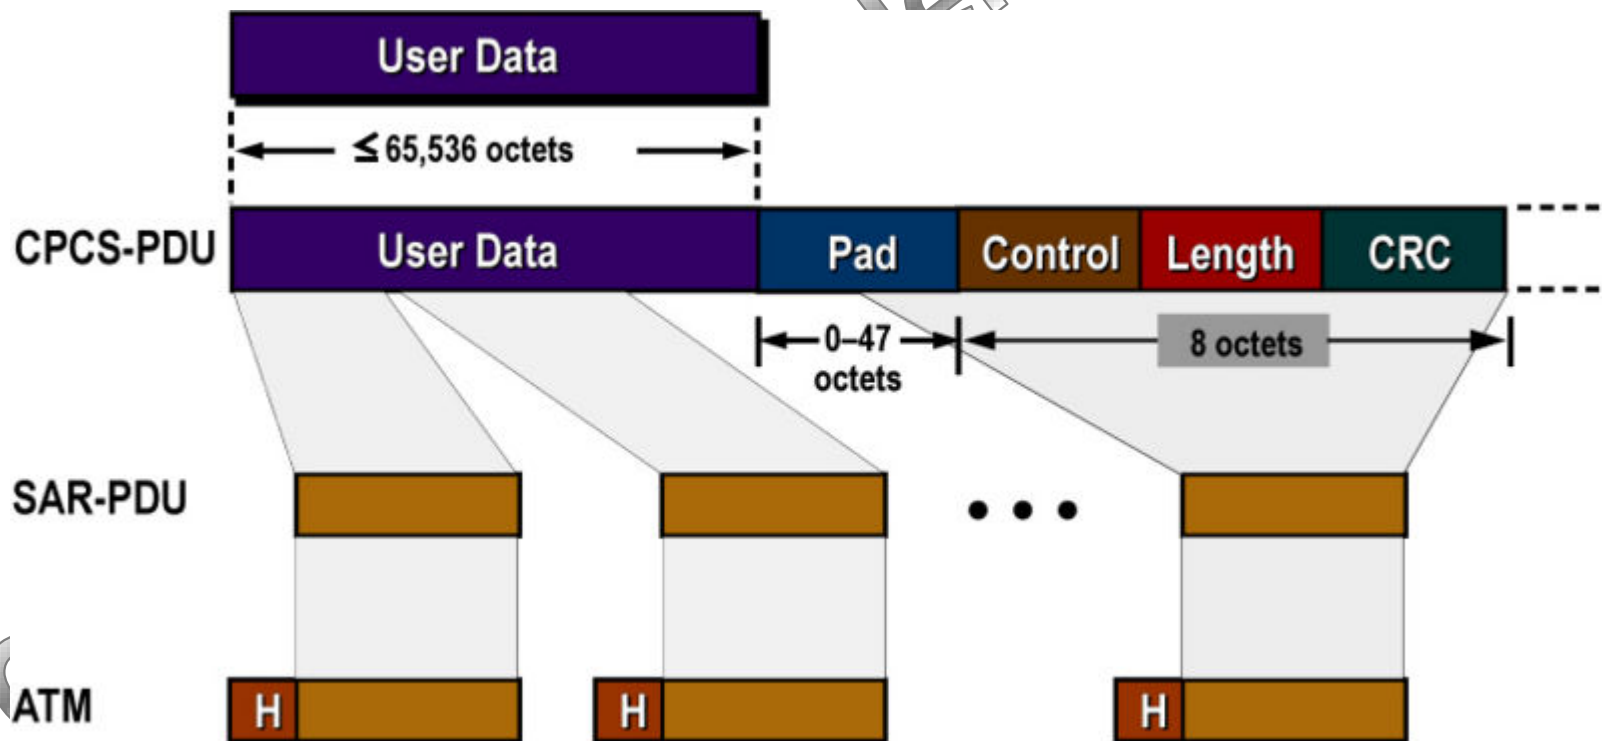 User Data
≤ 65,536 octets
CPCS-PDU User Data Pad Control Length CRC
0–47 octets
8 octets
SAR-PDU
ATM H H H